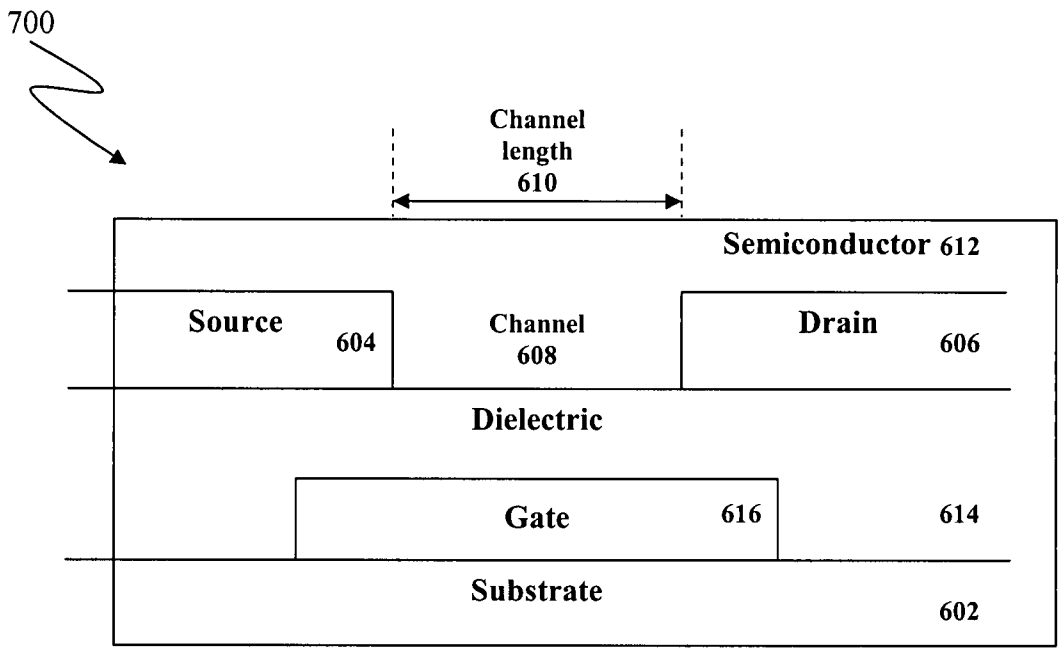 700
Channel
length
610
Semiconductor 612
Source
604
Channel
608
Drain
606
Dielectric
Gate
616
614
Substrate
602